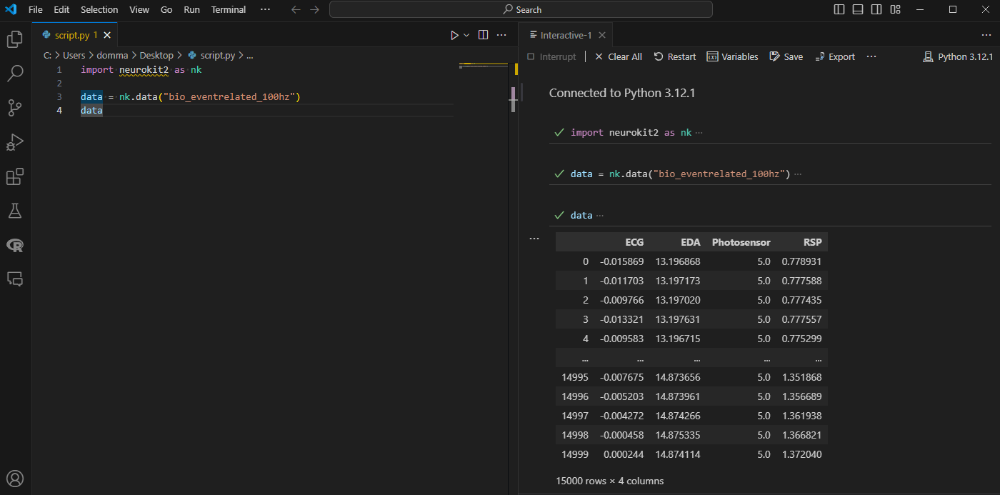 File Edit Selection View Go Run Terminal ··· Search
script.py 1
C: > Users > domma > Desktop > script.py > ...
1 import neurokit2 as nk
2
3 data = nk.data("bio_eventrelated_100hz")
4 data
Interactive-1
Interrupt | Clear All Restart Variables Save Export ··· Python 3.12.1
Connected to Python 3.12.1
import neurokit2 as nk ···
data = nk.data("bio_eventrelated_100hz") ···
data ···
ECG EDA Photosensor RSP
0 -0.015869 13.196868 5.0 0.778931
1 -0.011703 13.197173 5.0 0.777588
2 -0.009766 13.197020 5.0 0.777435
3 -0.013321 13.197631 5.0 0.777557
4 -0.009583 13.196715 5.0 0.775299
... ... ... ... ...
14995 -0.007675 14.873656 5.0 1.351868
14996 -0.005203 14.873961 5.0 1.356689
14997 -0.004272 14.874266 5.0 1.361938
14998 -0.000458 14.875335 5.0 1.366821
14999 0.000244 14.874114 5.0 1.372040
15000 rows × 4 columns